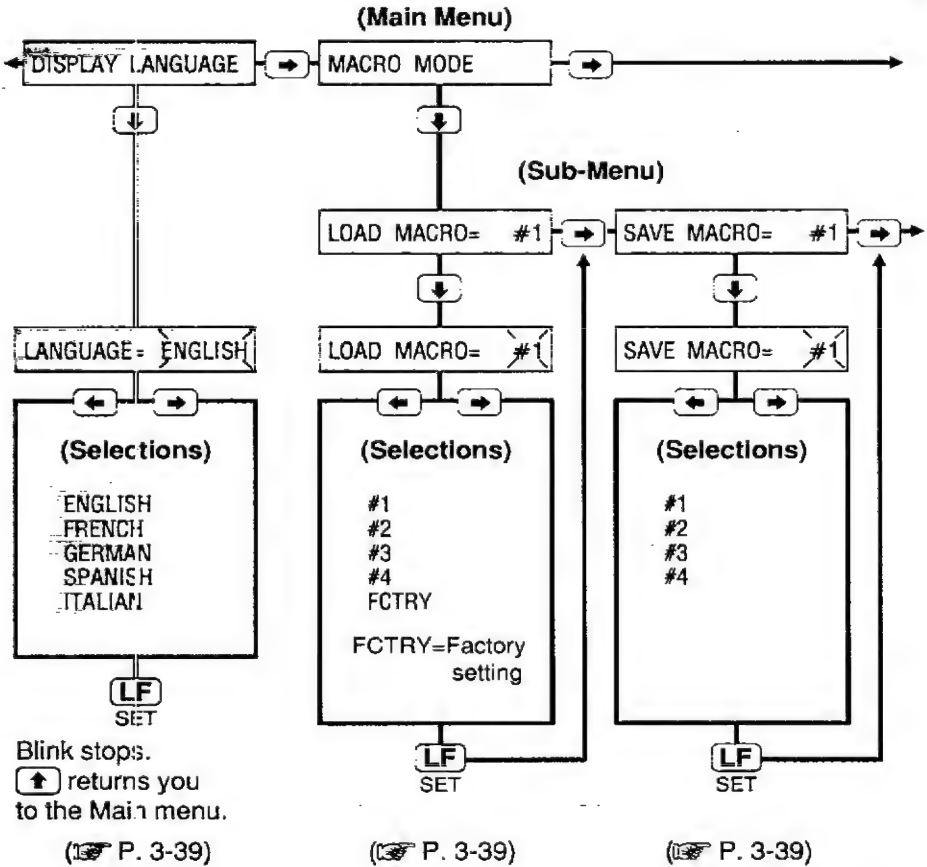 (Main Menu)
DISPLAY LANGUAGE → MACRO MODE →
↓ ↓
(Sub-Menu)
LOAD MACRO= #1 → SAVE MACRO= #1 →
↓ ↓
LANGUAGE= ENGLISH LOAD MACRO= #1 SAVE MACRO= #1
← → ← → ← →
(Selections)
ENGLISH
FRENCH
GERMAN
SPANISH
ITALIAN
LF
SET
Blink stops.
↑ returns you
to the Main menu.
(☞ P. 3-39)
(Selections)
#1
#2
#3
#4
FCTRY
FCTRY=Factory
setting
LF
SET
(☞ P. 3-39)
(Selections)
#1
#2
#3
#4
LF
SET
(☞ P. 3-39)